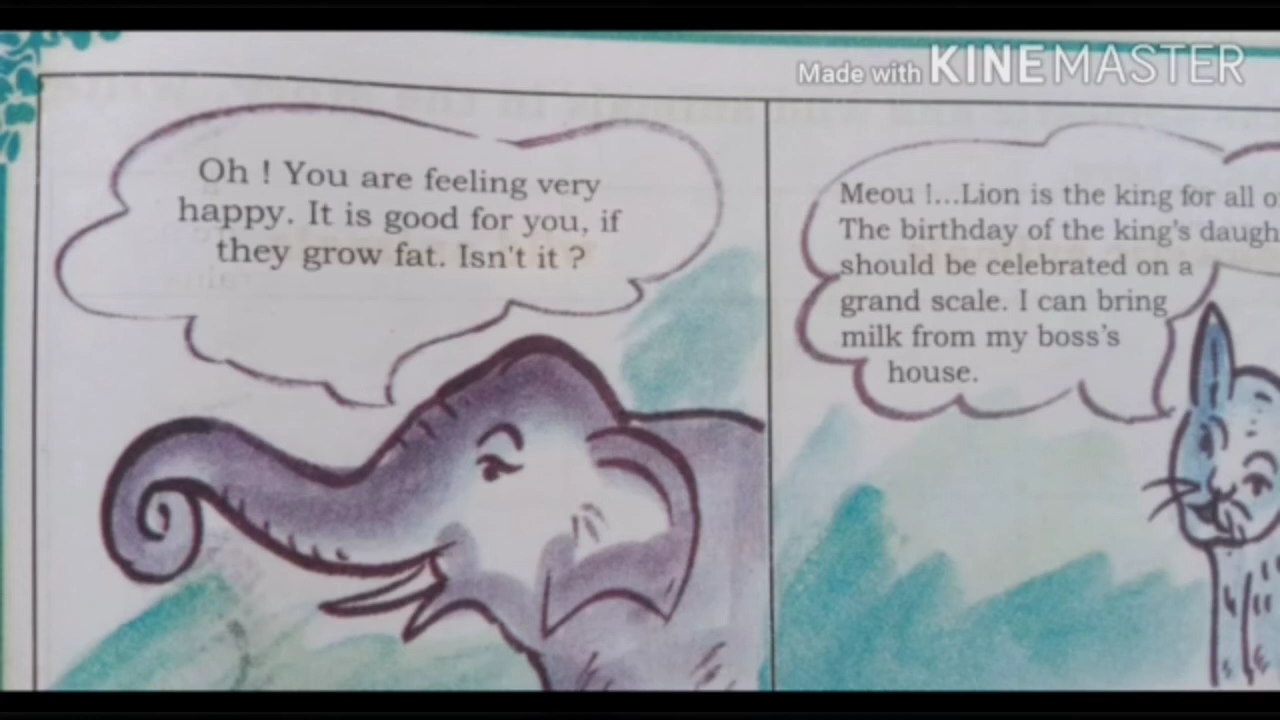 Made with KINEMASTER
Oh ! You are feeling very
happy. It is good for you, if
they grow fat. Isn't it ?
Meou !...Lion is the king for all
The birthday of the king's
should be celebrated on a
grand scale. I can bring
milk from my boss's
house.